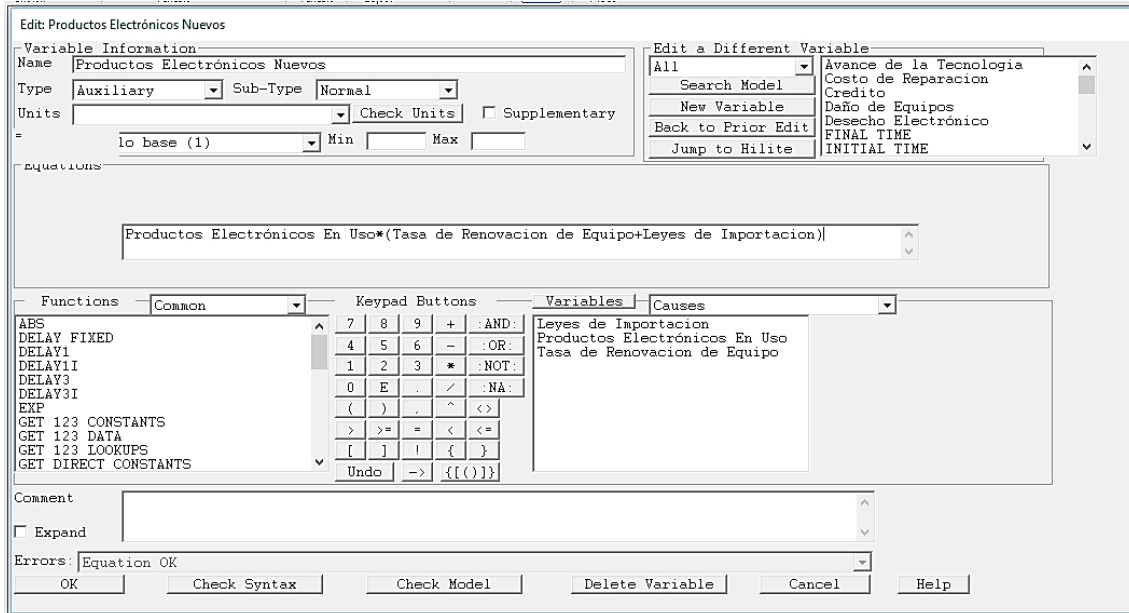 Edit: Productos Electrónicos Nuevos
Variable Information
Name Productos Electrónicos Nuevos
Type Auxiliary Sub-Type Normal
Units Check Units Supplementary
= lo base (1) Min Max
Edit a Different Variable
All
Search Model
New Variable
Back to Prior Edit
Jump to Hilite
Avance de la Tecnologia
Costo de Reparacion
Credito
Daño de Equipos
Desecho Electrónico
FINAL TIME
INITIAL TIME
Equations
Productos Electrónicos En Uso*(Tasa de Renovacion de Equipo+Leyes de Importacion)
Functions Common
ABS
DELAY FIXED
DELAY1
DELAY1I
DELAY3
DELAY3I
EXP
GET 123 CONSTANTS
GET 123 DATA
GET 123 LOOKUPS
GET DIRECT CONSTANTS
Keypad Buttons
7 8 9 + :AND:
4 5 6 - :OR:
1 2 3 * :NOT:
0 E . / :NA:
( ) , ^ <>
> >= = < <=
[ ] ! { }
Undo -> {[()]}
Variables Causes
Leyes de Importacion
Productos Electrónicos En Uso
Tasa de Renovacion de Equipo
Comment
Expand
Errors: Equation OK
OK Check Syntax Check Model Delete Variable Cancel Help